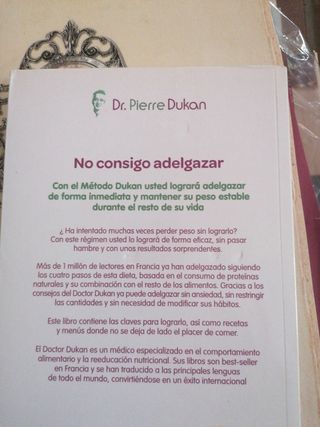 Dr. Pierre Dukan
No consigo adelgazar
Con el Método Dukan usted logrará adelgazar
de forma inmediata y mantener su peso estable
durante el resto de su vida
¿ Ha intentado muchas veces perder peso sin lograrlo?
Con este régimen usted lo logrará de forma eficaz, sin pasar
hambre y con unos resultados sorprendentes.
Más de 1 millón de lectores en Francia ya han adelgazado siguiendo
los cuatro pasos de esta dieta, basada en el consumo de proteínas
naturales y su combinación con el resto de los alimentos. Gracias a los
consejos del Doctor Dukan ya puede adelgazar sin ansiedad, sin restringir
las cantidades y sin necesidad de modificar sus hábitos.
Este libro contiene las claves para lograrlo, así como recetas
y menús donde no se deja de lado el placer de comer.
El Doctor Dukan es un médico especializado en el comportamiento
alimentario y la reeducación nutricional. Sus libros son best-seller
en Francia y se han traducido a las principales lenguas
de todo el mundo, convirtiéndose en un éxito internacional